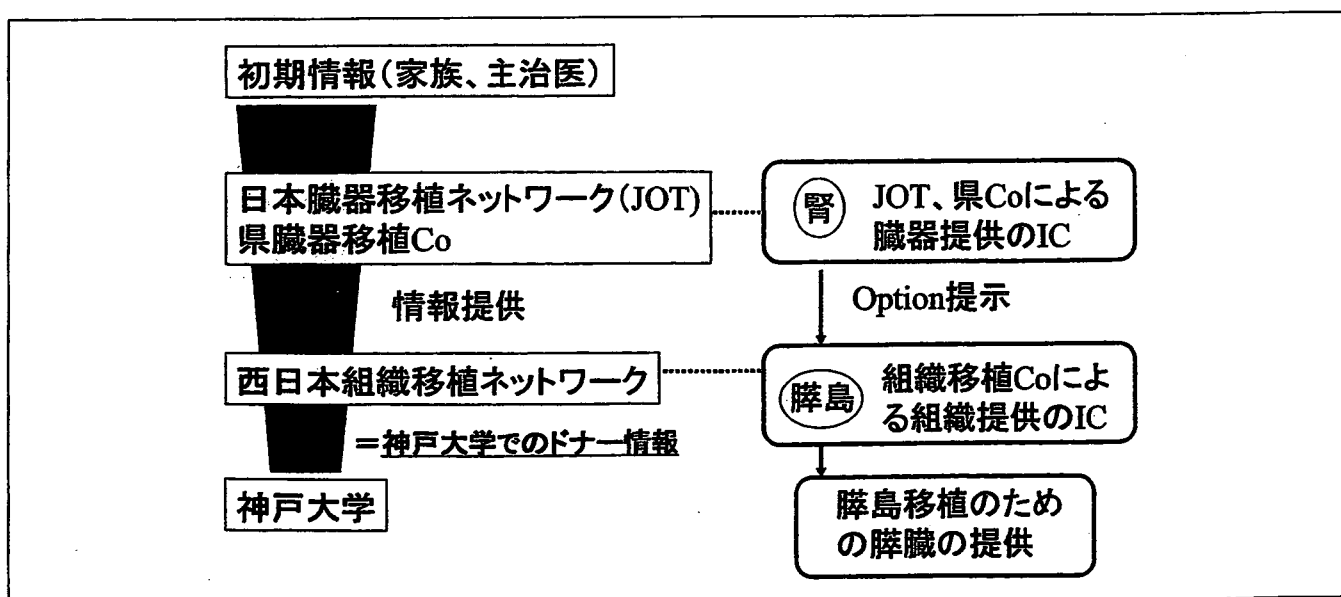 初期情報(家族、主治医)
日本臓器移植ネットワーク(JOT)
県臓器移植Co
情報提供
西日本組織移植ネットワーク
=神戸大学でのドナー情報
神戸大学
腎
JOT、県Coによる
臓器提供のIC
Option提示
膵島
組織移植Coによ
る組織提供のIC
膵島移植のため
の膵臓の提供